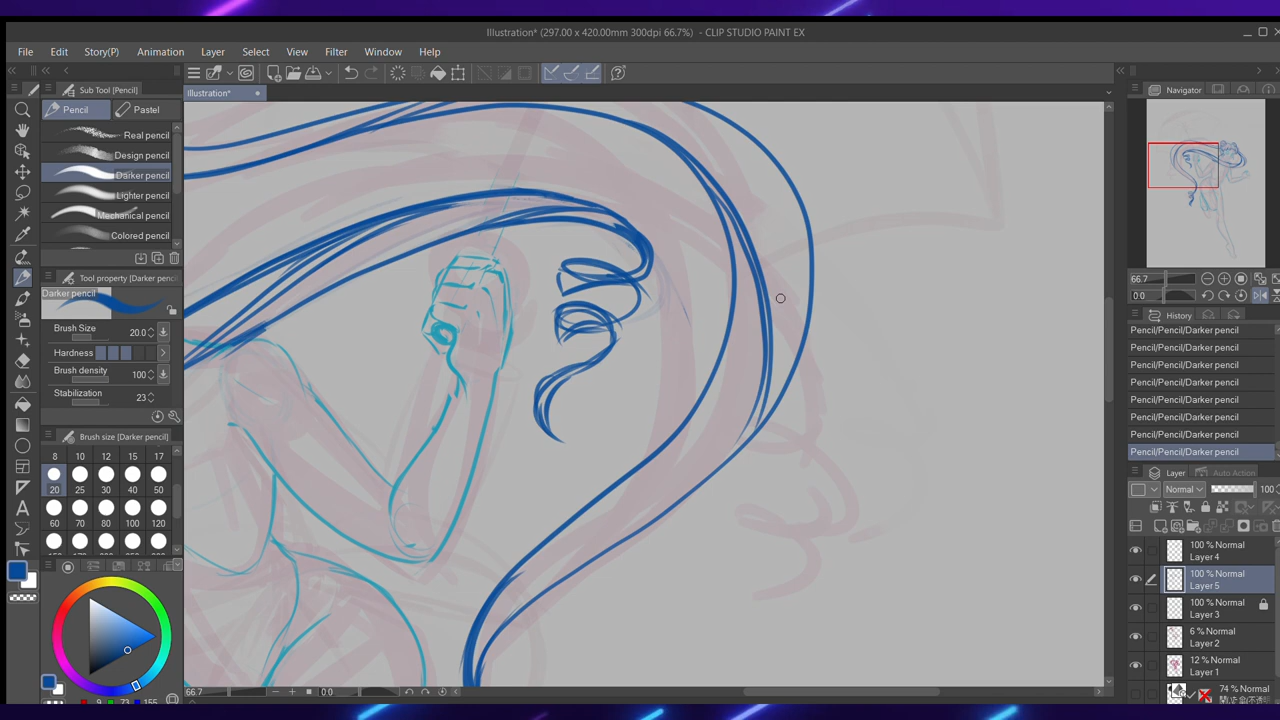 Illustration* (297.00 x 420.00mm 300dpi 66.7%) - CLIP STUDIO PAINT EX
File Edit Story(P) Animation Layer Select View Filter Window Help
Sub Tool [Pencil]
Pencil Pastel
Real pencil
Design pencil
Darker pencil
Lighter pencil
Mechanical pencil
Colored pencil
Tool property [Darker penc
Darker pencil
Brush Size 20.0
Hardness
Brush density 100
Stabilization 23
Brush size [Darker pencil]
8 10 12 15 17
20 25 30 40 50
60 70 80 100 120
9 73 155
Illustration*
66.7 0.0
Navigator
66.7
0.0
History
Pencil/Pencil/Darker pencil
Pencil/Pencil/Darker pencil
Pencil/Pencil/Darker pencil
Pencil/Pencil/Darker pencil
Pencil/Pencil/Darker pencil
Pencil/Pencil/Darker pencil
Pencil/Pencil/Darker pencil
Pencil/Pencil/Darker pencil
Layer Auto Action
Normal 100
100 % Normal
Layer 4
100 % Normal
Layer 5
100 % Normal
Layer 3
6 % Normal
Layer 2
12 % Normal
Layer 1
74 % Normal